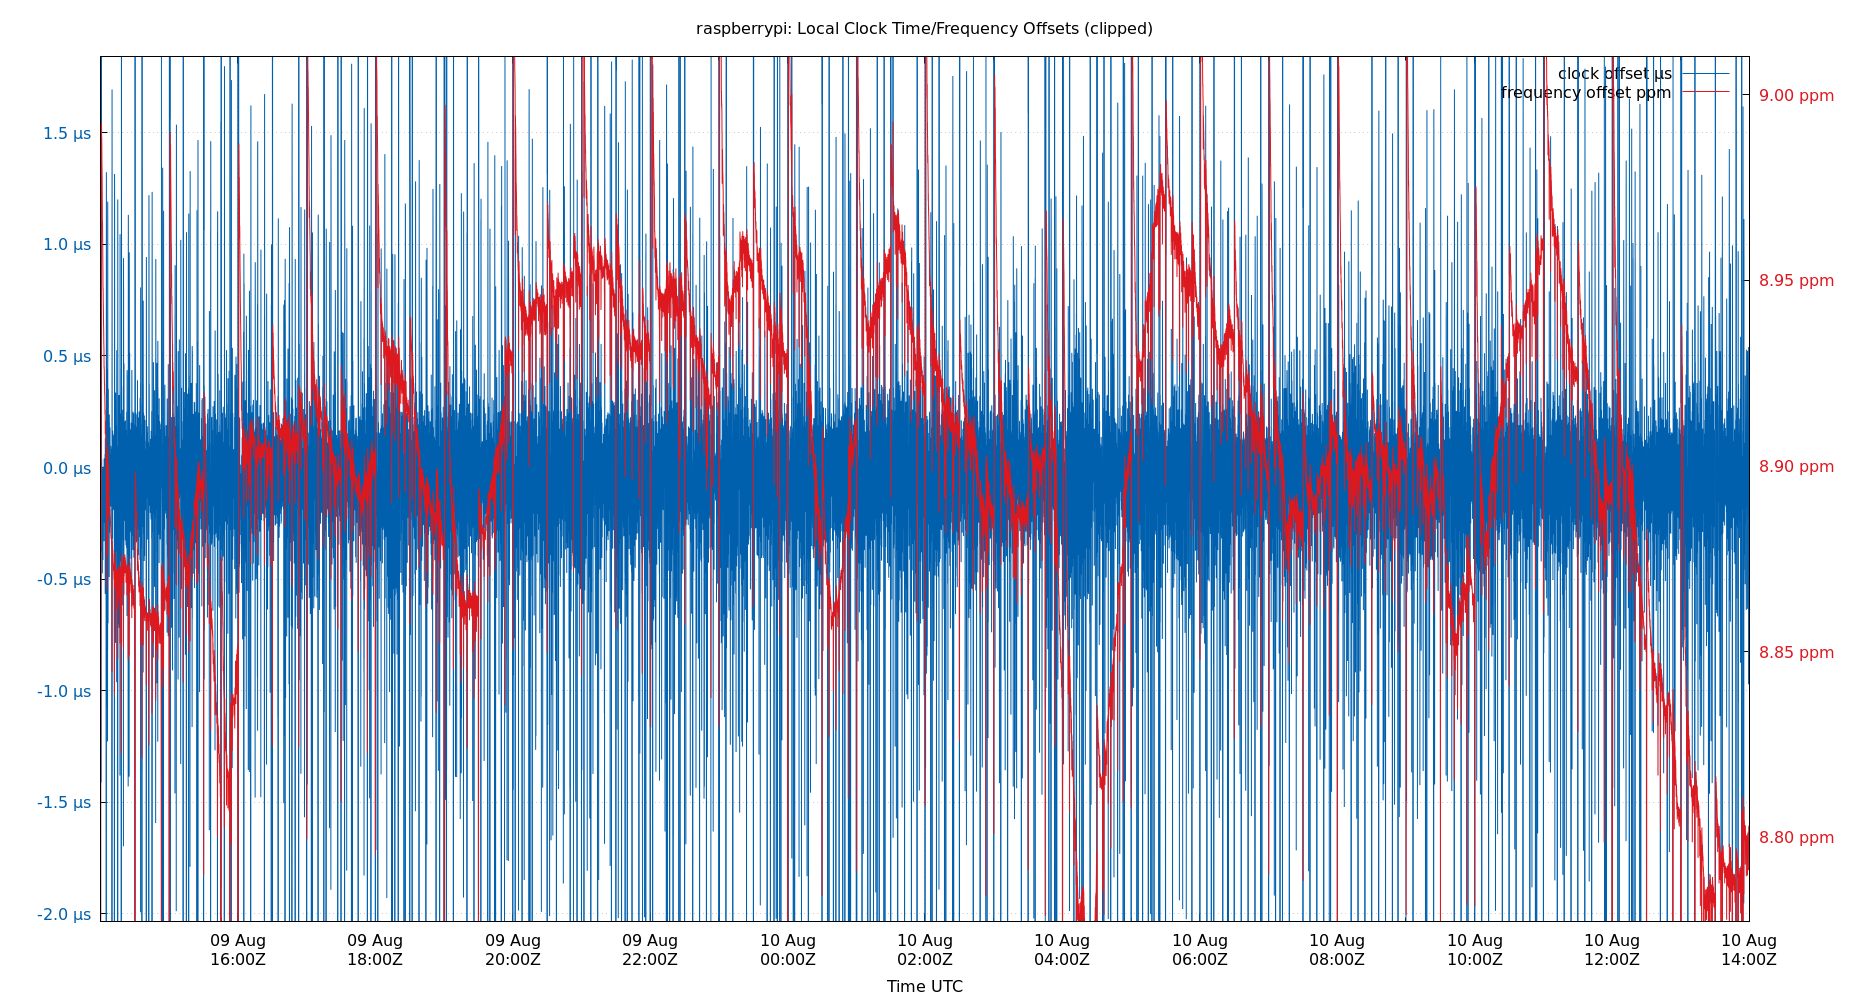 raspberrypi: Local Clock Time/Frequency Offsets (clipped)
clock offset µs
frequency offset ppm
1.5 µs
1.0 µs
0.5 µs
0.0 µs
-0.5 µs
-1.0 µs
-1.5 µs
-2.0 µs
9.00 ppm
8.95 ppm
8.90 ppm
8.85 ppm
8.80 ppm
09 Aug 09 Aug 09 Aug 09 Aug 10 Aug 10 Aug 10 Aug 10 Aug 10 Aug 10 Aug 10 Aug 10 Aug
16:00Z 18:00Z 20:00Z 22:00Z 00:00Z 02:00Z 04:00Z 06:00Z 08:00Z 10:00Z 12:00Z 14:00Z
Time UTC